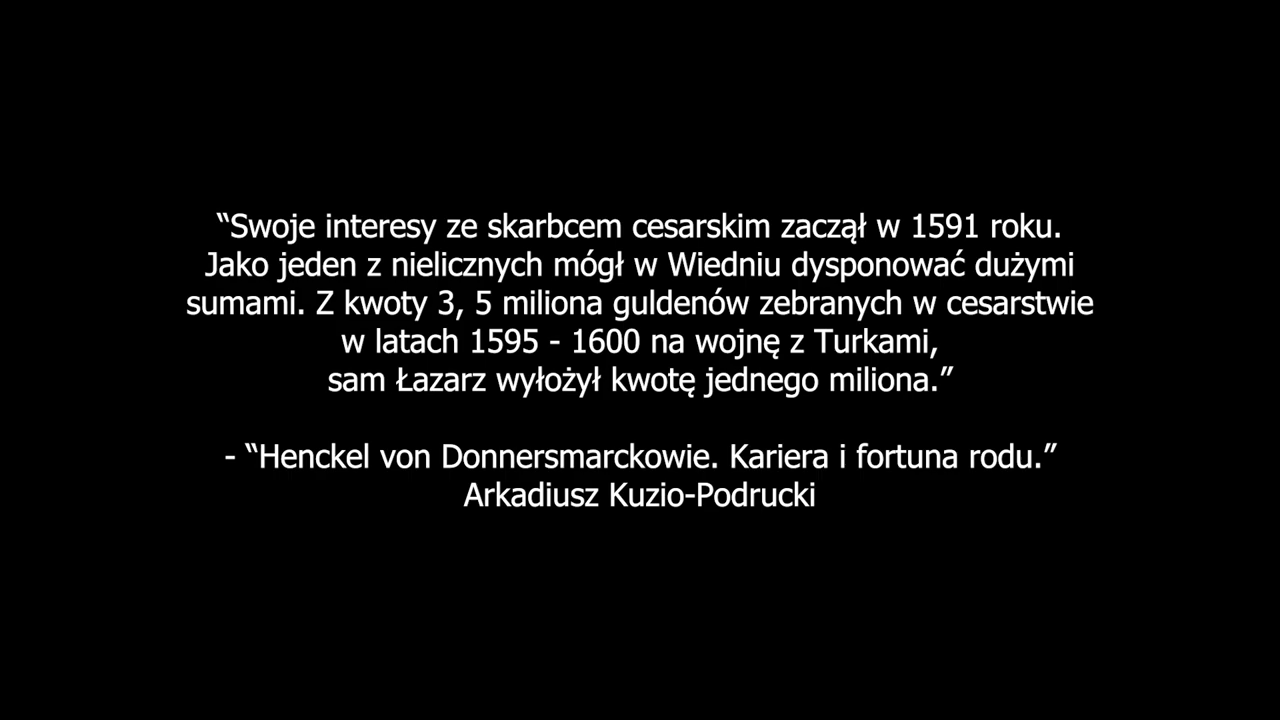 “Swoje interesy ze skarbcem cesarskim zaczął w 1591 roku.
Jako jeden z nielicznych mógł w Wiedniu dysponować dużymi
sumami. Z kwoty 3, 5 miliona guldenów zebranych w cesarstwie
w latach 1595 - 1600 na wojnę z Turkami,
sam Łazarz wyłożył kwotę jednego miliona.”
- “Henckel von Donnersmarckowie. Kariera i fortuna rodu.”
Arkadiusz Kuzio-Podrucki